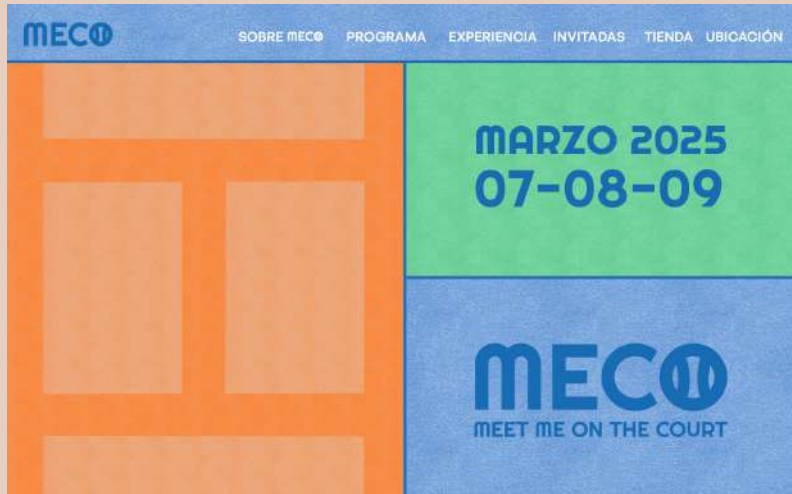 MECO
SOBRE MECO PROGRAMA EXPERIENCIA INVITADAS TIENDA UBICACIÓN
MARZO 2025
07-08-09
MECO
MEET ME ON THE COURT